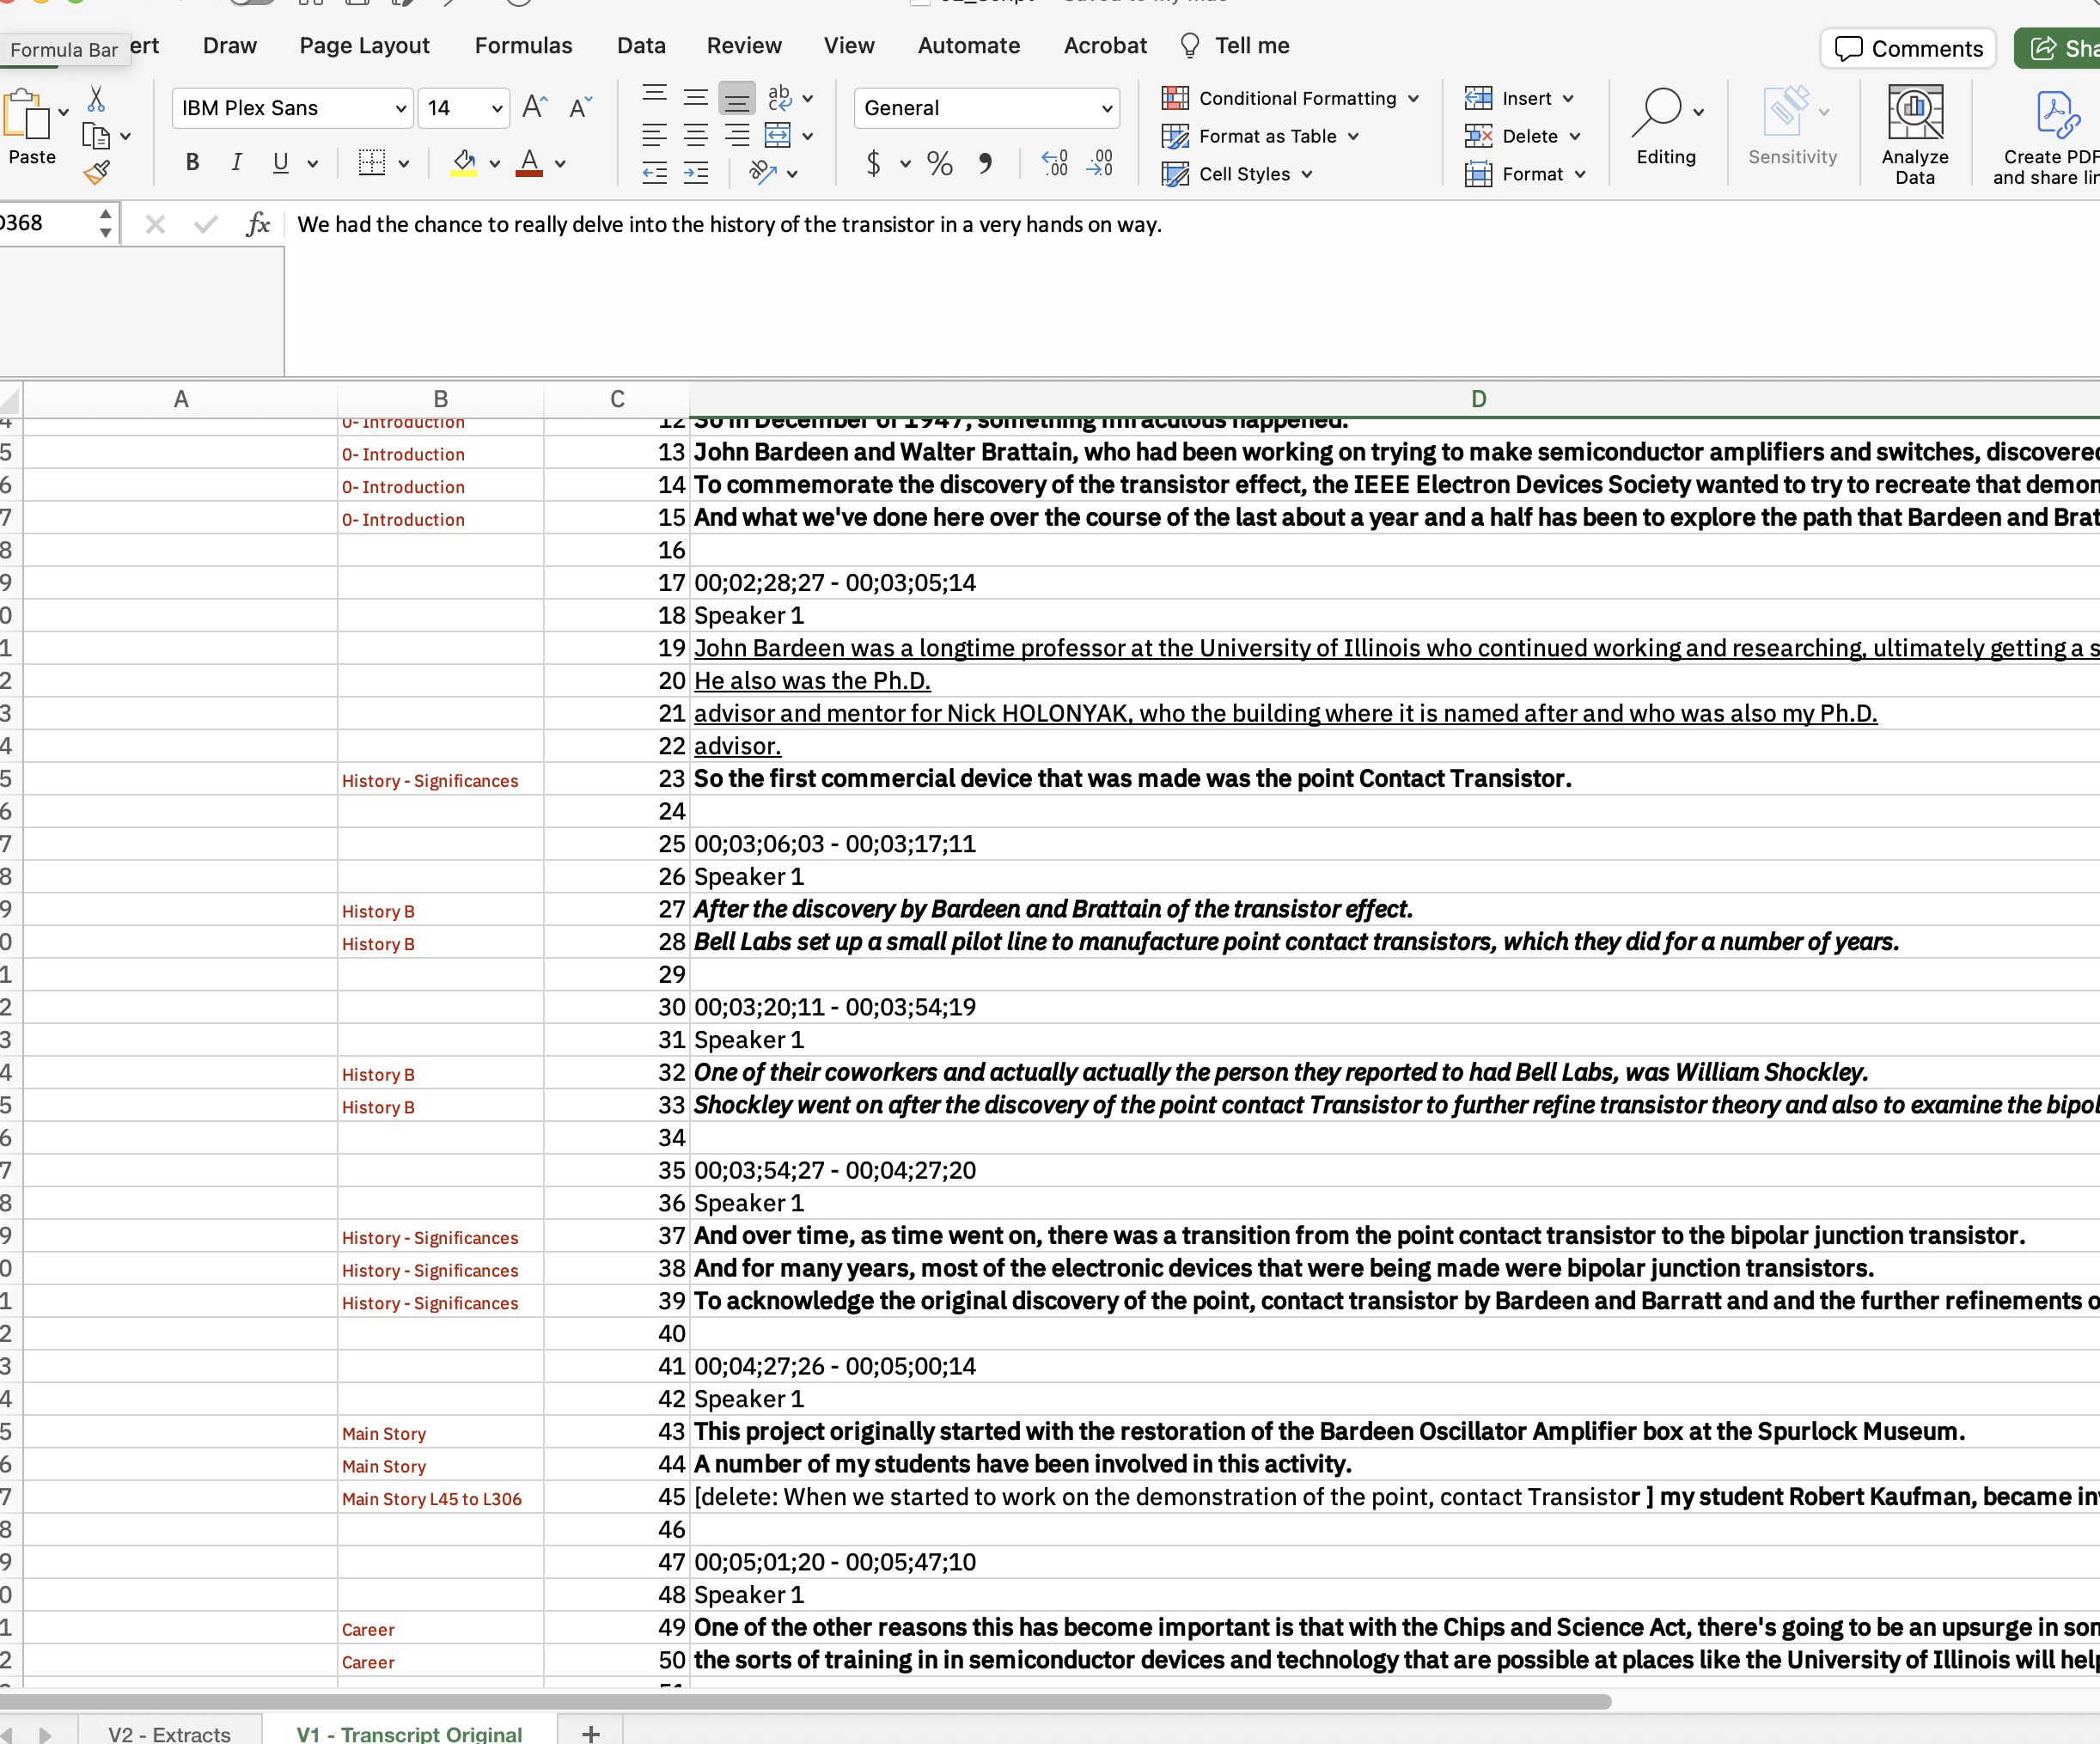 Formula Bar
ert Draw Page Layout Formulas Data Review View Automate Acrobat Tell me
Comments
Paste
IBM Plex Sans 14
General
Conditional Formatting
Format as Table
Cell Styles
Insert
Delete
Format
Editing
Sensitivity
Analyze Data
Create PDF and share lin
368 fx We had the chance to really delve into the history of the transistor in a very hands on way.
A B C D
0- Introduction 12 So in December of 1947, something miraculous happened.
5 0- Introduction 13 John Bardeen and Walter Brattain, who had been working on trying to make semiconductor amplifiers and switches, discovered
6 0- Introduction 14 To commemorate the discovery of the transistor effect, the IEEE Electron Devices Society wanted to try to recreate that demon
7 0- Introduction 15 And what we've done here over the course of the last about a year and a half has been to explore the path that Bardeen and Brat
8 16
9 17 00;02;28;27 - 00;03;05;14
0 18 Speaker 1
1 19 John Bardeen was a longtime professor at the University of Illinois who continued working and researching, ultimately getting a s
2 20 He also was the Ph.D.
3 21 advisor and mentor for Nick HOLONYAK, who the building where it is named after and who was also my Ph.D.
4 22 advisor.
5 History - Significances 23 So the first commercial device that was made was the point Contact Transistor.
6 24
7 25 00;03;06;03 - 00;03;17;11
8 26 Speaker 1
9 History B 27 After the discovery by Bardeen and Brattain of the transistor effect.
0 History B 28 Bell Labs set up a small pilot line to manufacture point contact transistors, which they did for a number of years.
1 29
2 30 00;03;20;11 - 00;03;54;19
3 31 Speaker 1
4 History B 32 One of their coworkers and actually actually the person they reported to had Bell Labs, was William Shockley.
5 History B 33 Shockley went on after the discovery of the point contact Transistor to further refine transistor theory and also to examine the bipol
6 34
7 35 00;03;54;27 - 00;04;27;20
8 36 Speaker 1
9 History - Significances 37 And over time, as time went on, there was a transition from the point contact transistor to the bipolar junction transistor.
0 History - Significances 38 And for many years, most of the electronic devices that were being made were bipolar junction transistors.
1 History - Significances 39 To acknowledge the original discovery of the point, contact transistor by Bardeen and Barratt and and the further refinements o
2 40
3 41 00;04;27;26 - 00;05;00;14
4 42 Speaker 1
5 Main Story 43 This project originally started with the restoration of the Bardeen Oscillator Amplifier box at the Spurlock Museum.
6 Main Story 44 A number of my students have been involved in this activity.
7 Main Story L45 to L306 45 [delete: When we started to work on the demonstration of the point, contact Transistor ] my student Robert Kaufman, became in
8 46
9 47 00;05;01;20 - 00;05;47;10
0 48 Speaker 1
1 Career 49 One of the other reasons this has become important is that with the Chips and Science Act, there's going to be an upsurge in som
2 Career 50 the sorts of training in in semiconductor devices and technology that are possible at places like the University of Illinois will help
V2 - Extracts V1 - Transcript Original +